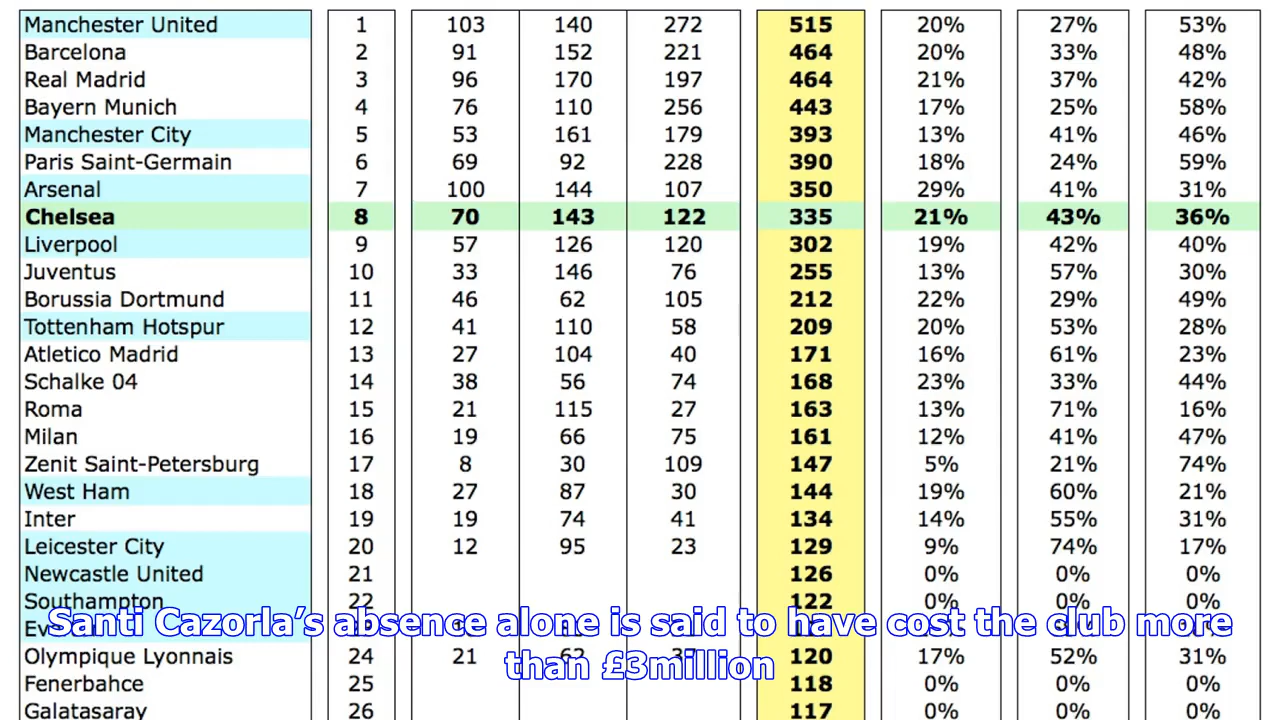 Manchester United 1 103 140 272 515 20% 27% 53%
Barcelona 2 91 152 221 464 20% 33% 48%
Real Madrid 3 96 170 197 464 21% 37% 42%
Bayern Munich 4 76 110 256 443 17% 25% 58%
Manchester City 5 53 161 179 393 13% 41% 46%
Paris Saint-Germain 6 69 92 228 390 18% 24% 59%
Arsenal 7 100 144 107 350 29% 41% 31%
Chelsea 8 70 143 122 335 21% 43% 36%
Liverpool 9 57 126 120 302 19% 42% 40%
Juventus 10 33 146 76 255 13% 57% 30%
Borussia Dortmund 11 46 62 105 212 22% 29% 49%
Tottenham Hotspur 12 41 110 58 209 20% 53% 28%
Atletico Madrid 13 27 104 40 171 16% 61% 23%
Schalke 04 14 38 56 74 168 23% 33% 44%
Roma 15 21 115 27 163 13% 71% 16%
Milan 16 19 66 75 161 12% 41% 47%
Zenit Saint-Petersburg 17 8 30 109 147 5% 21% 74%
West Ham 18 27 87 30 144 19% 60% 21%
Inter 19 19 74 41 134 14% 55% 31%
Leicester City 20 12 95 23 129 9% 74% 17%
Newcastle United 21 126 0% 0% 0%
Southampton 22 122 0% 0% 0%
Santi Cazorla's absence alone is said to have cost the club more
than £3million
Olympique Lyonnais 24 21 62 120 17% 52% 31%
Fenerbahce 25 118 0% 0% 0%
Galatasaray 26 117 0% 0% 0%